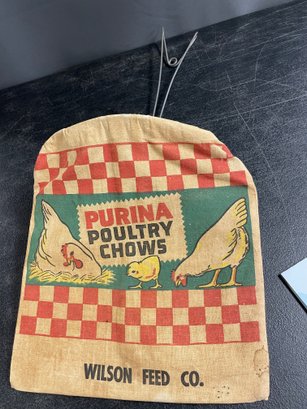 PURINA
POULTRY
CHOWS
WILSON FEED CO.